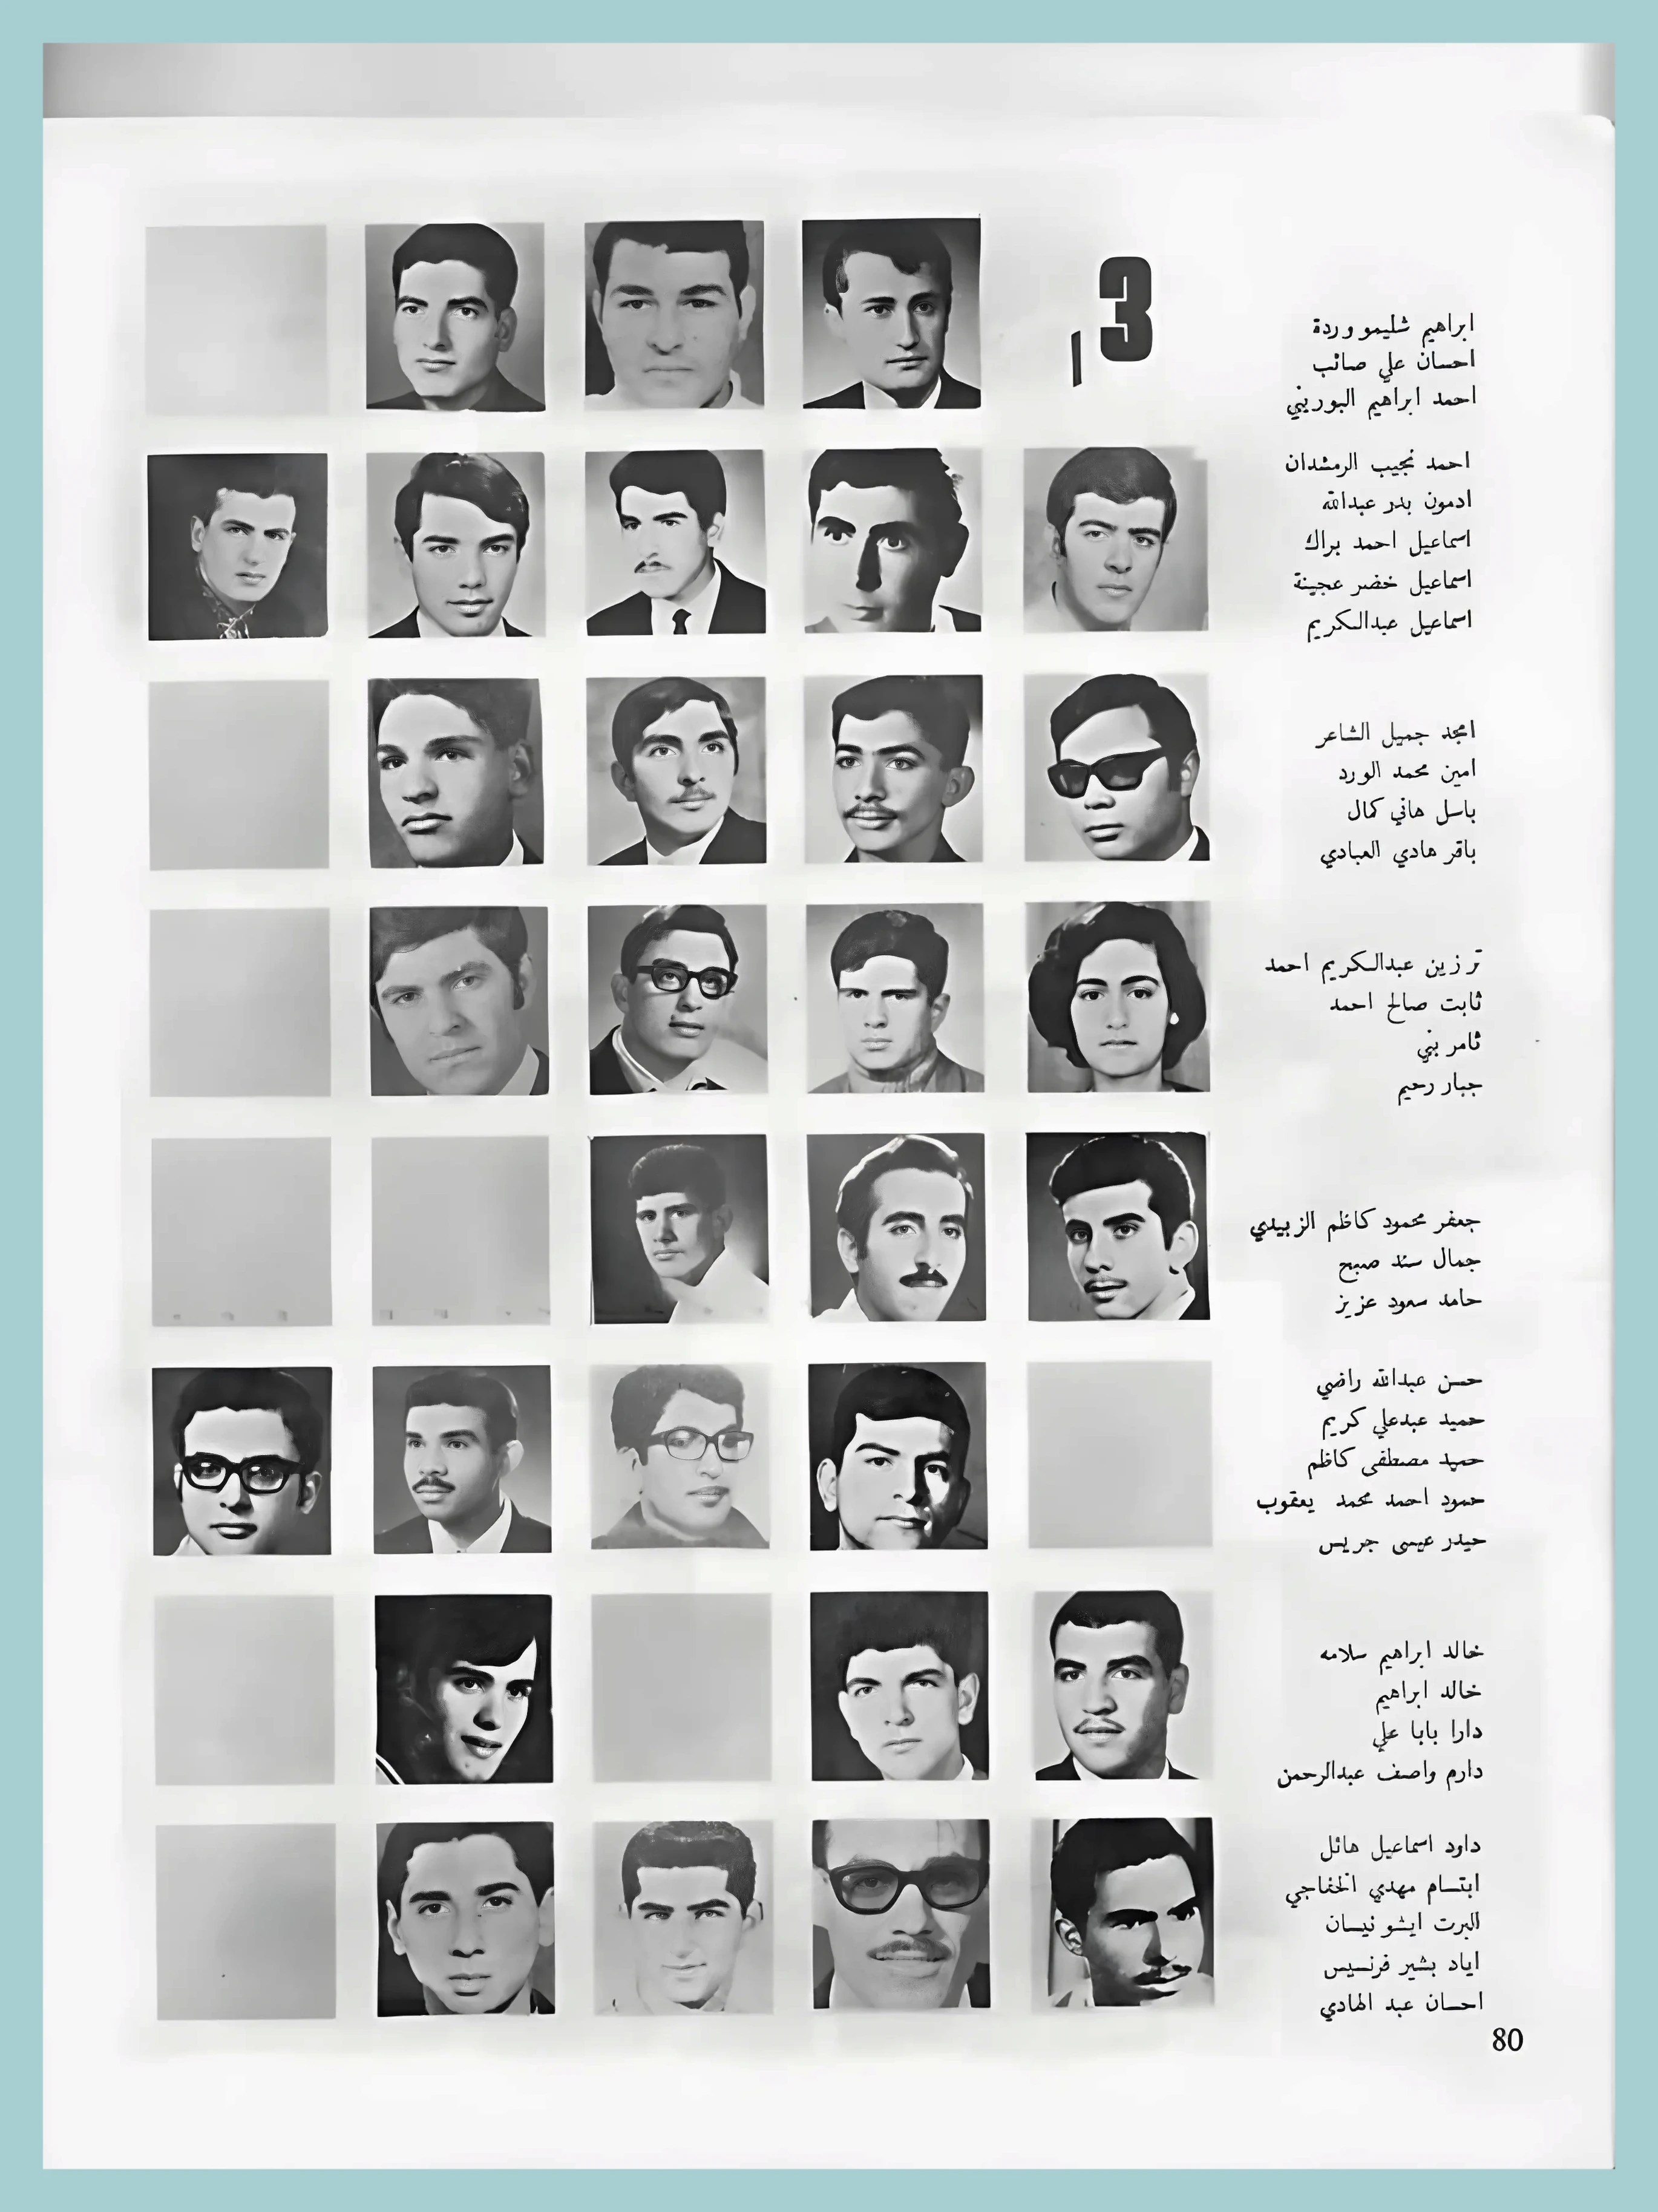 3
ا
ابراهيم شليمو وردة
احسان علي صائب
احمد ابراهيم البوريني
احمد نجيب الرمشدان
ادمون بدر عبدالله
اسماعيل احمد براك
اسماعيل خضر عجينة
اسماعيل عبدالكريم
امجد جميل الشاعر
امين محمد الورد
باسل هاني كمال
باقر هادي العبادي
ترزين عبدالكريم احمد
ثابت صالح احمد
ثامر بني
جبار رحيم
جعفر محمود كاظم الزبيدي
جمال سند صبح
حامد سعود عزيز
حسن عبدالله راضي
حميد عبدعلي كريم
حميد مصطفى كاظم
حمود احمد محمد يعقوب
حيدر عيسى جريس
خالد ابراهيم سلامه
خالد ابراهيم
دارا بابا علي
دارم واصف عبدالرحمن
داود اسماعيل هائل
ابتسام مهدي الخفاجي
البرت ايشو نيسان
اياد بشير فرنسيس
احسان عبد الهادي
80